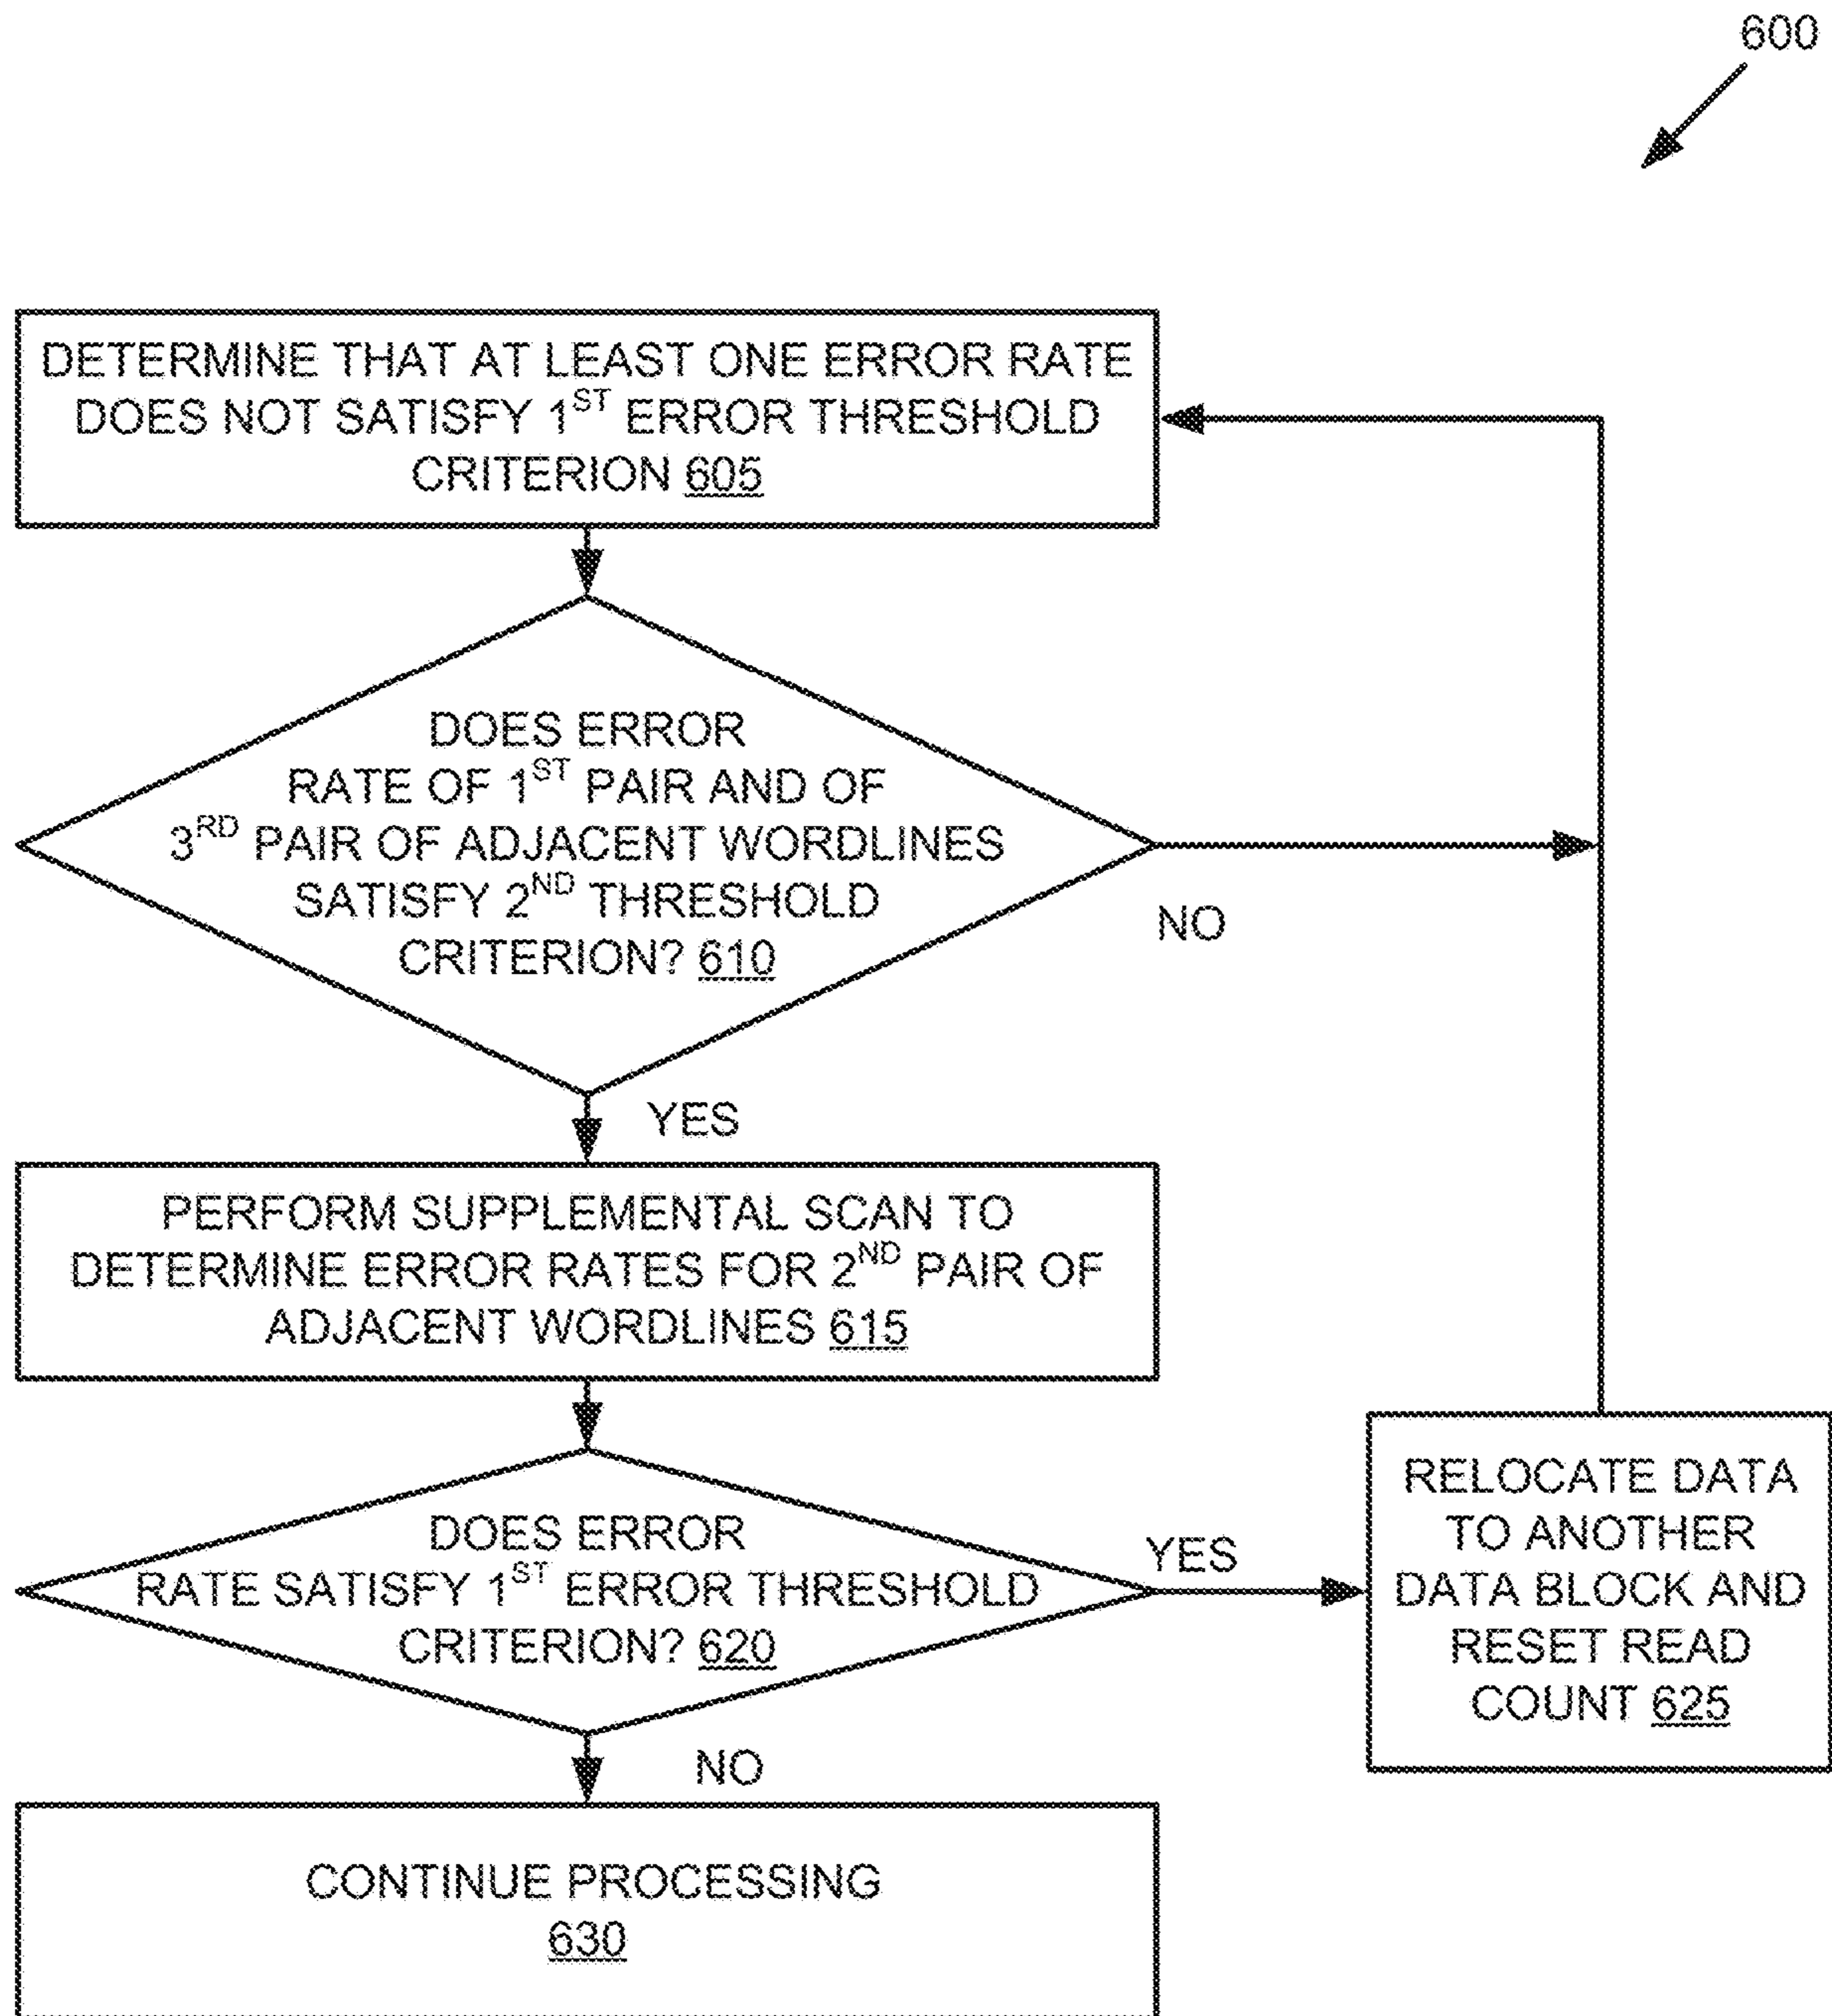 600
DETERMINE THAT AT LEAST ONE ERROR RATE
DOES NOT SATISFY 1ST ERROR THRESHOLD
CRITERION 605
DOES ERROR
RATE OF 1ST PAIR AND OF
3RD PAIR OF ADJACENT WORDLINES
SATISFY 2ND THRESHOLD
CRITERION? 610
NO
YES
PERFORM SUPPLEMENTAL SCAN TO
DETERMINE ERROR RATES FOR 2ND PAIR OF
ADJACENT WORDLINES 615
DOES ERROR
RATE SATISFY 1ST ERROR THRESHOLD
CRITERION? 620
YES
RELOCATE DATA
TO ANOTHER
DATA BLOCK AND
RESET READ
COUNT 625
NO
CONTINUE PROCESSING
630